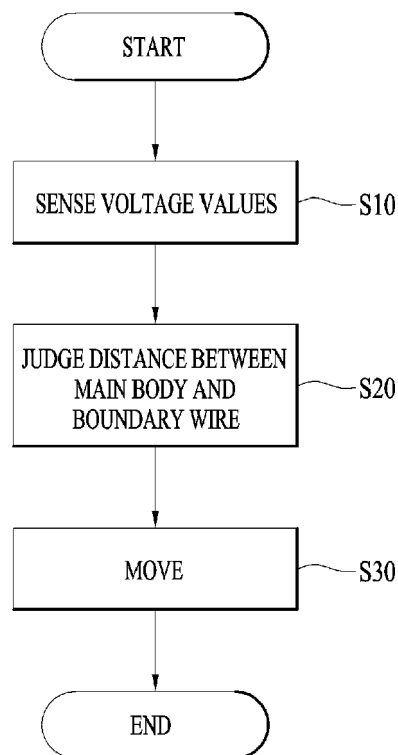 START
SENSE VOLTAGE VALUES
S10
JUDGE DISTANCE BETWEEN
MAIN BODY AND
BOUNDARY WIRE
S20
MOVE
S30
END